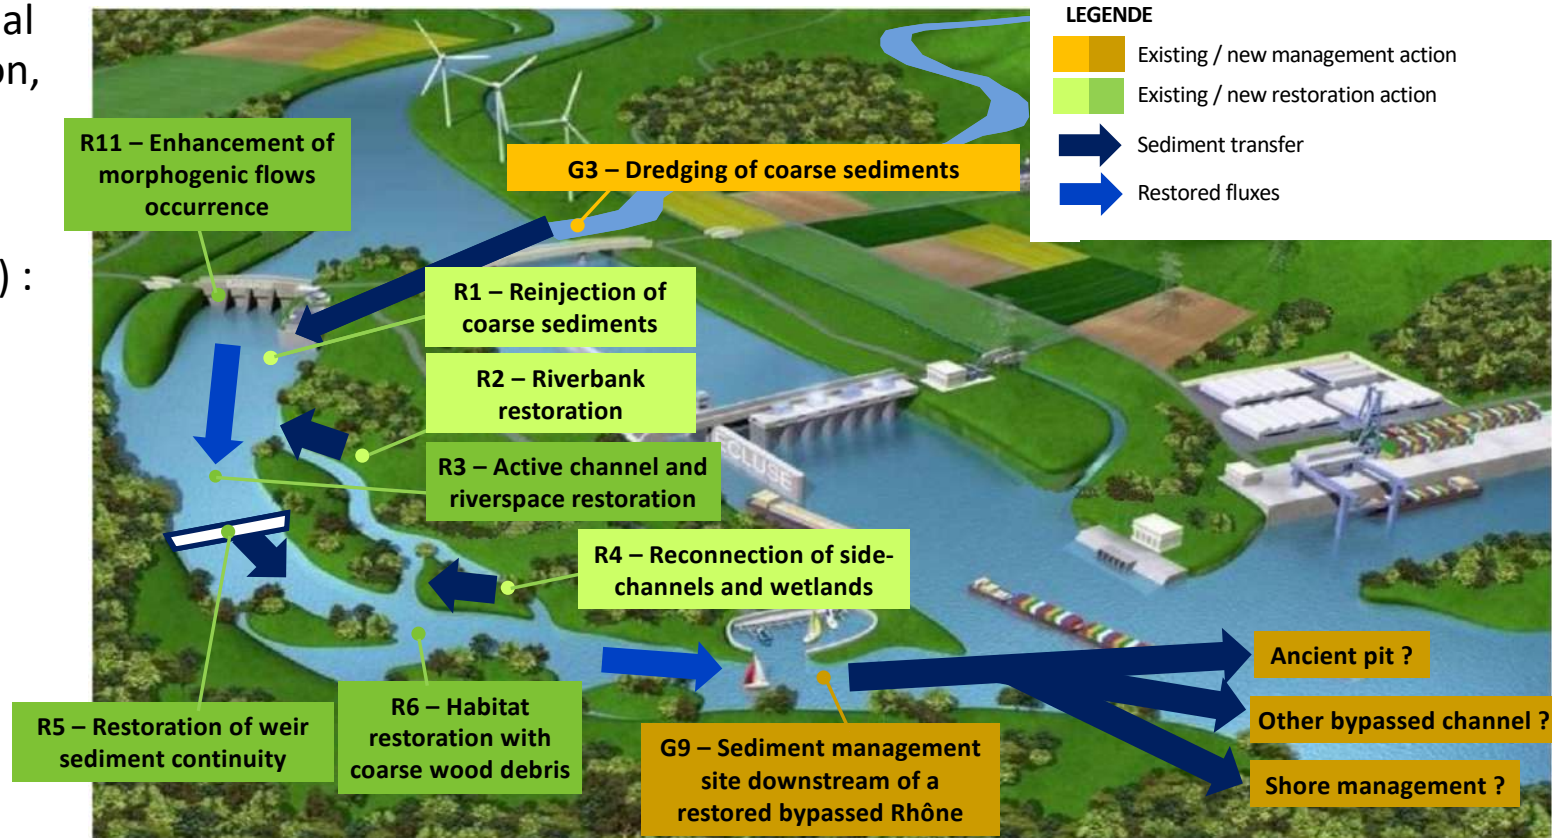 al
on,
) :
LEGENDE
Existing / new management action
Existing / new restoration action
Sediment transfer
Restored fluxes
R11 – Enhancement of
morphogenic flows
occurrence
G3 – Dredging of coarse sediments
R1 – Reinjection of
coarse sediments
R2 – Riverbank
restoration
R3 – Active channel and
riverspace restoration
ECLUSE
R4 – Reconnection of side-
channels and wetlands
R5 – Restoration of weir
sediment continuity
R6 – Habitat
restoration with
coarse wood debris
G9 – Sediment management
site downstream of a
restored bypassed Rhône
Ancient pit ?
Other bypassed channel ?
Shore management ?